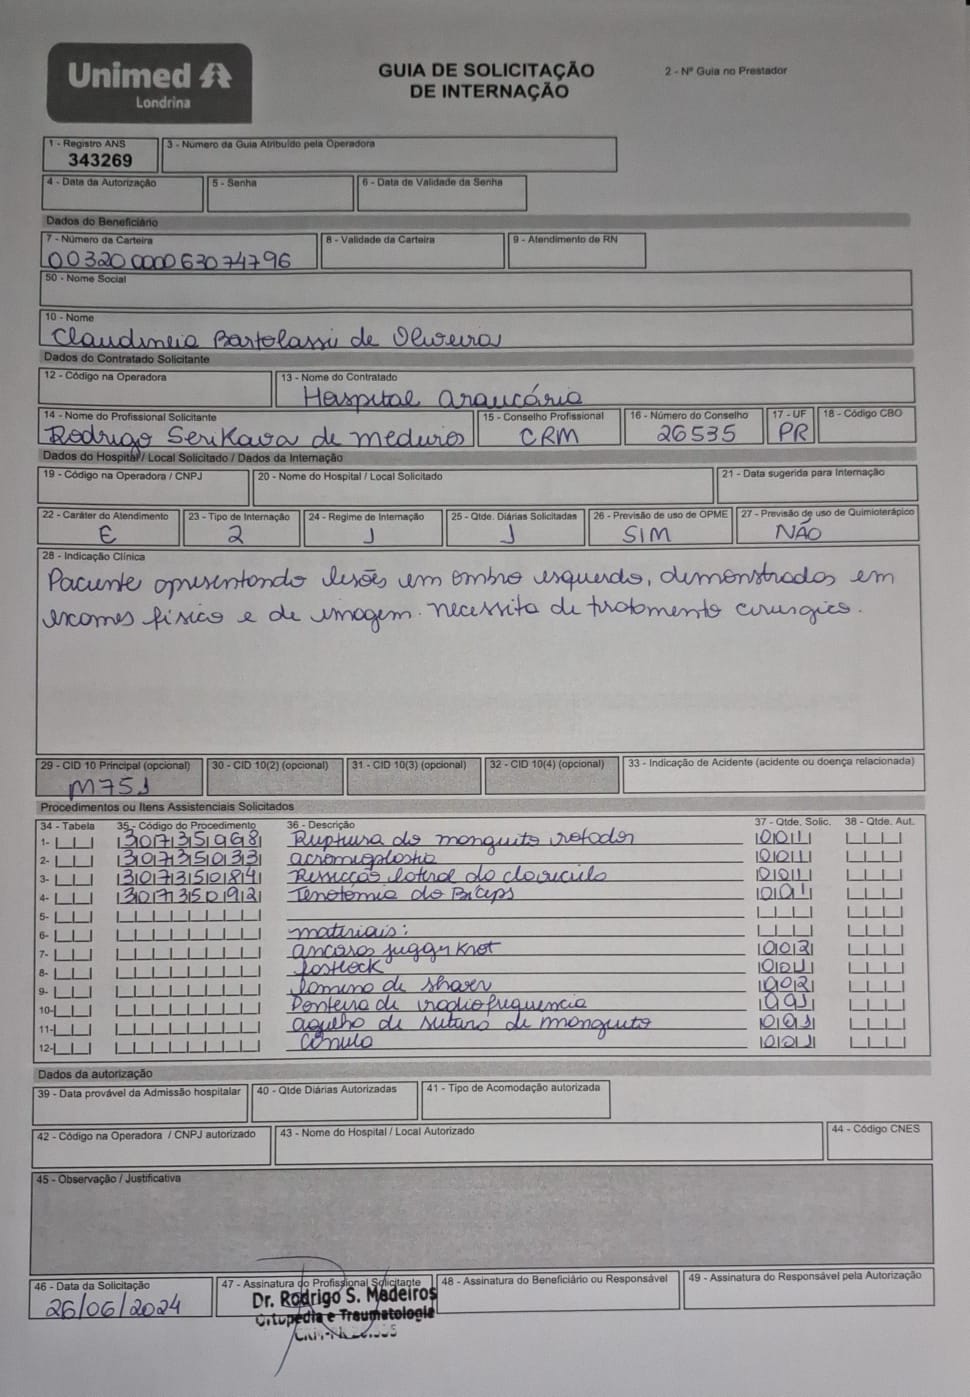 Unimed
Londrina
GUIA DE SOLICITAÇÃO
DE INTERNAÇÃO
2 - Nº Guia no Prestador
1 - Registro ANS
343269
3 - Número da Guia Atribuído pela Operadora
4 - Data da Autorização
5 - Senha
6 - Data de Validade da Senha
Dados do Beneficiário
7 - Número da Carteira
00320000063074796
8 - Validade da Carteira
9 - Atendimento de RN
50 - Nome Social
10 - Nome
Claudineia Bartolassi de Oliveira
Dados do Contratado Solicitante
12 - Código na Operadora
13 - Nome do Contratado
Hospital Araucária
14 - Nome do Profissional Solicitante
Rodrigo Serikava de Medeiros
15 - Conselho Profissional
CRM
16 - Número do Conselho
26535
17 - UF
PR
18 - Código CBO
Dados do Hospital / Local Solicitado / Dados da Internação
19 - Código na Operadora / CNPJ
20 - Nome do Hospital / Local Solicitado
21 - Data sugerida para Internação
22 - Caráter do Atendimento
E
23 - Tipo de Internação
2
24 - Regime de Internação
1
25 - Qtde. Diárias Solicitadas
1
26 - Previsão de uso de OPME
SIM
27 - Previsão de uso de Quimioterápico
NÃO
28 - Indicação Clínica
Paciente apresentando lesões em ombro esquerdo, demonstrados em
exames físico e de imagem. necessita de tratamento cirurgico.
29 - CID 10 Principal (opcional)
M751
30 - CID 10(2) (opcional)
31 - CID 10(3) (opcional)
32 - CID 10(4) (opcional)
33 - Indicação de Acidente (acidente ou doença relacionada)
Procedimentos ou Itens Assistenciais Solicitados
34 - Tabela 35 - Código do Procedimento 36 - Descrição 37 - Qtde. Solic. 38 - Qtde. Aut.
1- 30735068 Ruptura do manguito rotador 001
2- 30735033 acromioplastia 001
3- 30735084 Ressecção lateral da clavicula 001
4- 30735092 Tenotomia do Biceps 001
5-
6- materiais:
7- ancoras juggerknot 002
8- 001
9- lamina de shaver 002
10- Ponteira de radiofrequencia 001
11- agulha de sutura de manguito 001
12- Cânula 001
Dados da autorização
39 - Data provável da Admissão hospitalar
40 - Qtde Diárias Autorizadas
41 - Tipo de Acomodação autorizada
42 - Código na Operadora / CNPJ autorizado
43 - Nome do Hospital / Local Autorizado
44 - Código CNES
45 - Observação / Justificativa
46 - Data da Solicitação
26/06/2024
47 - Assinatura do Profissional Solicitante
Dr. Rodrigo S. Medeiros
Ortopedia e Traumatologia
48 - Assinatura do Beneficiário ou Responsável
49 - Assinatura do Responsável pela Autorização